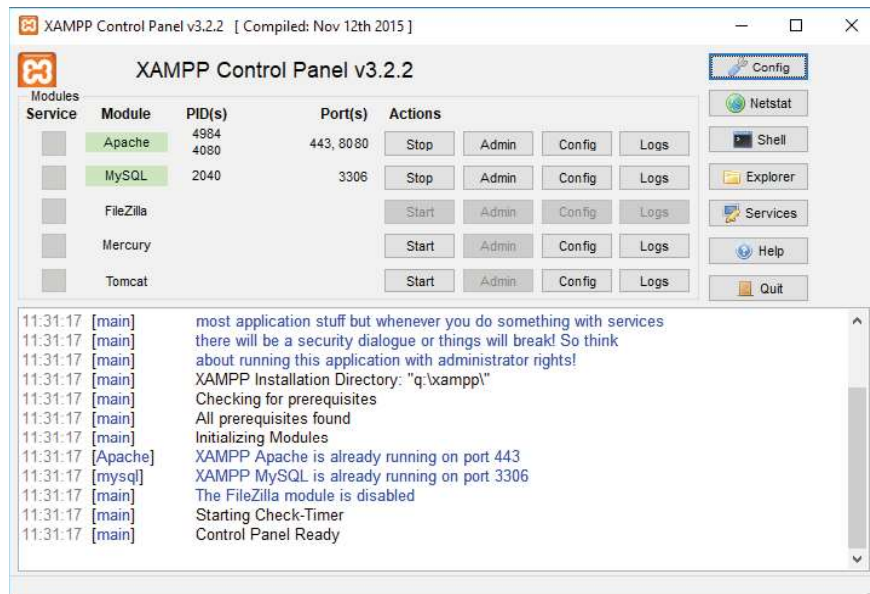 XAMPP Control Panel v3.2.2 [ Compiled: Nov 12th 2015 ]
XAMPP Control Panel v3.2.2
Config
Modules
Service Module PID(s) Port(s) Actions
Netstat
Apache 4984 4080 443, 8080 Stop Admin Config Logs
Shell
MySQL 2040 3306 Stop Admin Config Logs
Explorer
FileZilla Start Admin Config Logs
Services
Mercury Start Admin Config Logs
Help
Tomcat Start Admin Config Logs
Quit
11:31:17 [main] most application stuff but whenever you do something with services
11:31:17 [main] there will be a security dialogue or things will break! So think
11:31:17 [main] about running this application with administrator rights!
11:31:17 [main] XAMPP Installation Directory: "q:\xampp\"
11:31:17 [main] Checking for prerequisites
11:31:17 [main] All prerequisites found
11:31:17 [main] Initializing Modules
11:31:17 [Apache] XAMPP Apache is already running on port 443
11:31:17 [mysql] XAMPP MySQL is already running on port 3306
11:31:17 [main] The FileZilla module is disabled
11:31:17 [main] Starting Check-Timer
11:31:17 [main] Control Panel Ready